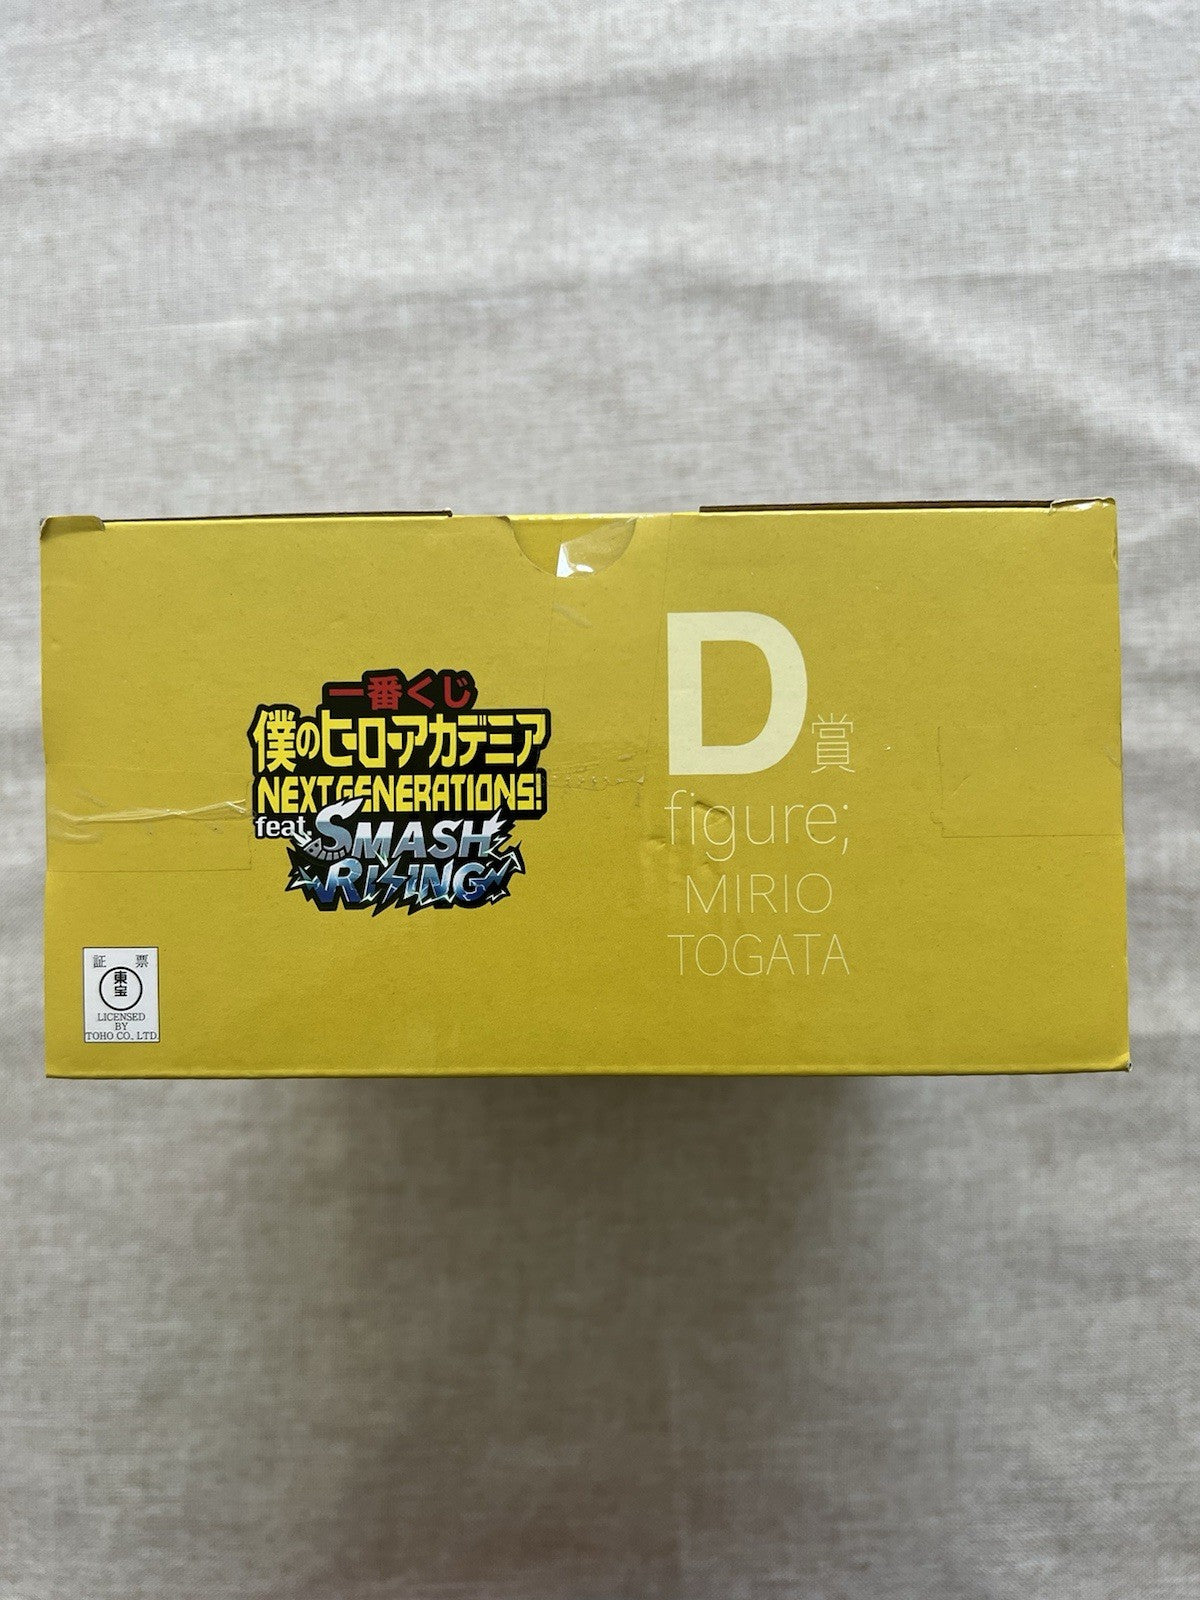 一番くじ
僕のヒーローアカデミア
NEXT GENERATIONS!
feat. SMASH
RISING
D賞
figure;
MIRIO
TOGATA
証 票
東宝
LICENSED
BY
TOHO CO., LTD.